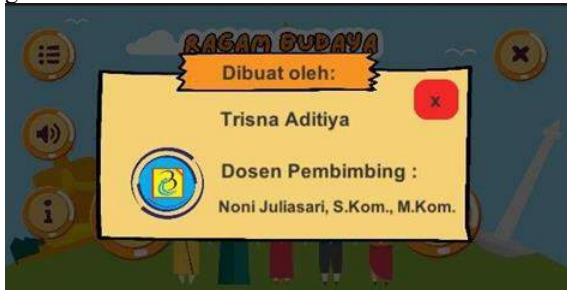 RAGAM BUDAYA
Dibuat oleh:
x
Trisna Aditiya
Dosen Pembimbing :
Noni Juliasari, S.Kom., M.Kom.